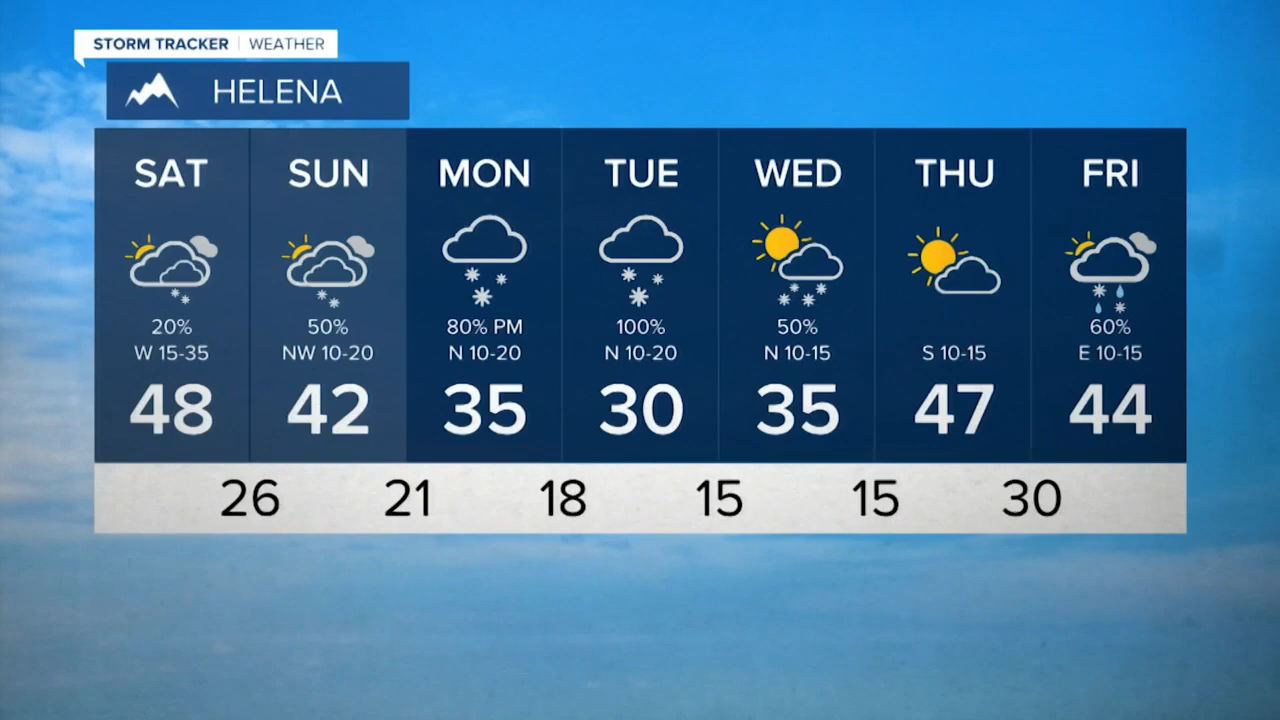 STORM TRACKER | WEATHER
HELENA
SAT SUN MON TUE WED THU FRI
20% 50% 80% PM 100% 50% 60%
W 15-35 NW 10-20 N 10-20 N 10-20 N 10-15 S 10-15 E 10-15
48 42 35 30 35 47 44
26 21 18 15 15 30